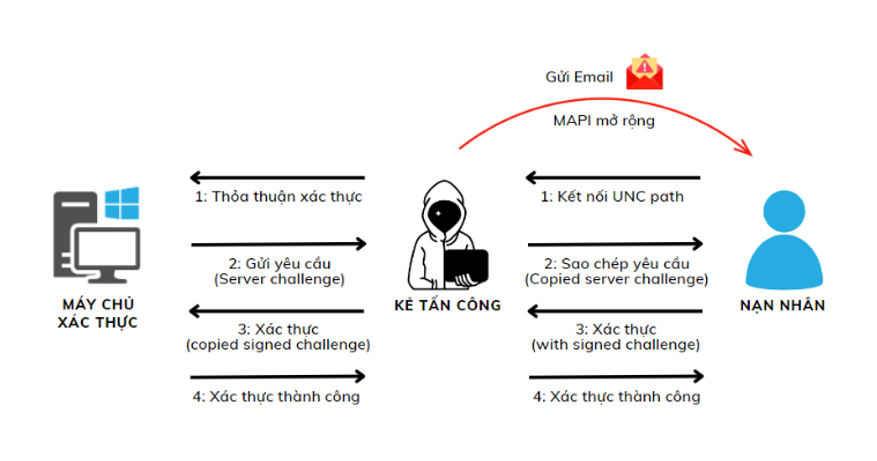 Gửi Email
MAPI mở rộng
1: Thỏa thuận xác thực
1: Kết nối UNC path
2: Gửi yêu cầu
(Server challenge)
2: Sao chép yêu cầu
(Copied server challenge)
MÁY CHỦ
XÁC THỰC
KẺ TẤN CÔNG
NẠN NHÂN
3: Xác thực
(copied signed challenge)
3: Xác thực
(with signed challenge)
4: Xác thực thành công
4: Xác thực thành công